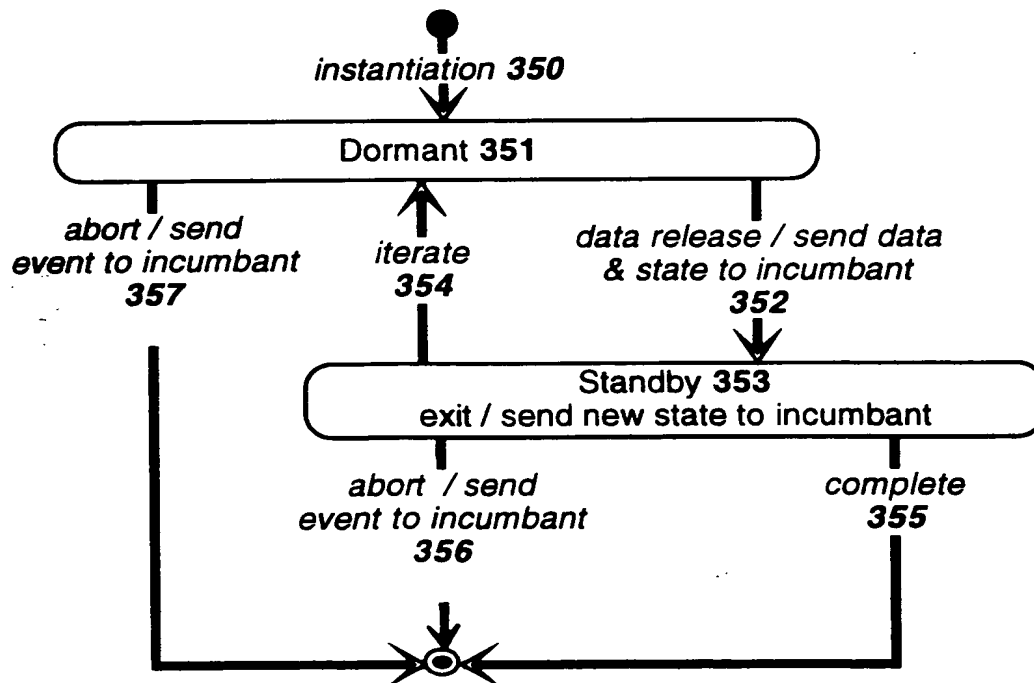 instantiation 350
Dormant 351
abort / send
event to incumbant
357
iterate
354
data release / send data
& state to incumbant
352
Standby 353
exit / send new state to incumbant
abort / send
event to incumbant
356
complete
355